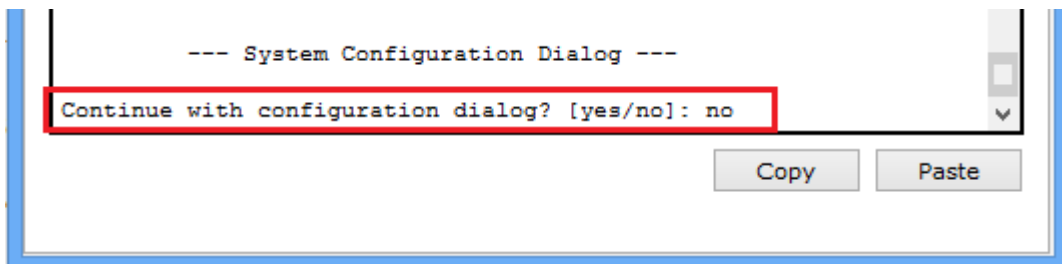 --- System Configuration Dialog ---
Continue with configuration dialog? [yes/no]: no
Copy
Paste